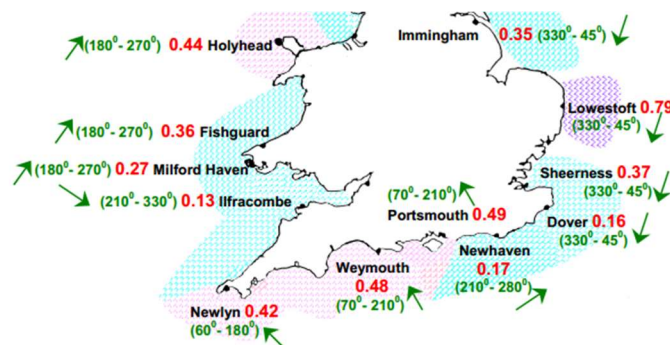 (180⁰- 270⁰) 0.44 Holyhead
Immingham 0.35 (330⁰- 45⁰)
Lowestoft 0.79
(330⁰- 45⁰)
(180⁰- 270⁰) 0.36 Fishguard
(180⁰- 270⁰) 0.27 Milford Haven
(210⁰- 330⁰) 0.13 Ilfracombe
Sheerness 0.37
(330⁰- 45⁰)
(70⁰- 210⁰)
Portsmouth 0.49
Dover 0.16
(330⁰- 45⁰)
Newhaven
0.17
(210⁰- 280⁰)
Weymouth
0.48
(70⁰- 210⁰)
Newlyn 0.42
(60⁰- 180⁰)